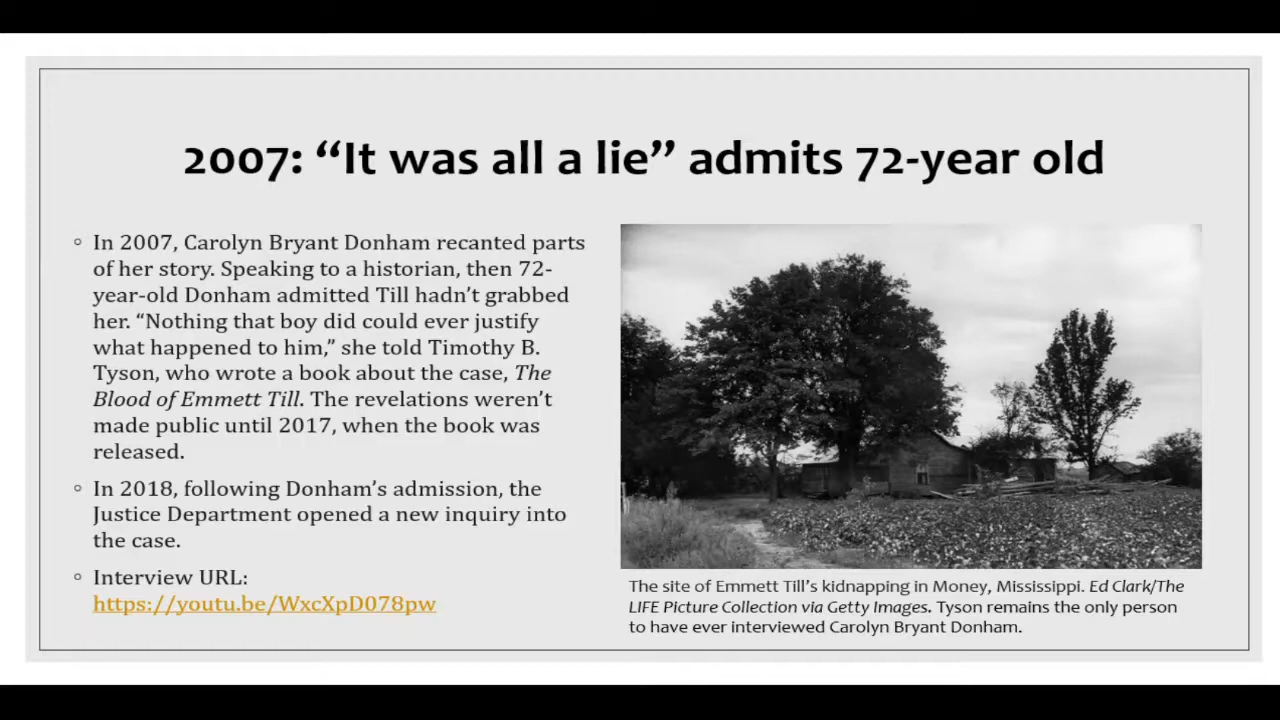 2007: “It was all a lie” admits 72-year old
◦ In 2007, Carolyn Bryant Donham recanted parts
of her story. Speaking to a historian, then 72-
year-old Donham admitted Till hadn’t grabbed
her. “Nothing that boy did could ever justify
what happened to him,” she told Timothy B.
Tyson, who wrote a book about the case, The
Blood of Emmett Till. The revelations weren’t
made public until 2017, when the book was
released.
◦ In 2018, following Donham’s admission, the
Justice Department opened a new inquiry into
the case.
◦ Interview URL:
https://youtu.be/WxcXpD078pw
The site of Emmett Till’s kidnapping in Money, Mississippi. Ed Clark/The
LIFE Picture Collection via Getty Images. Tyson remains the only person
to have ever interviewed Carolyn Bryant Donham.